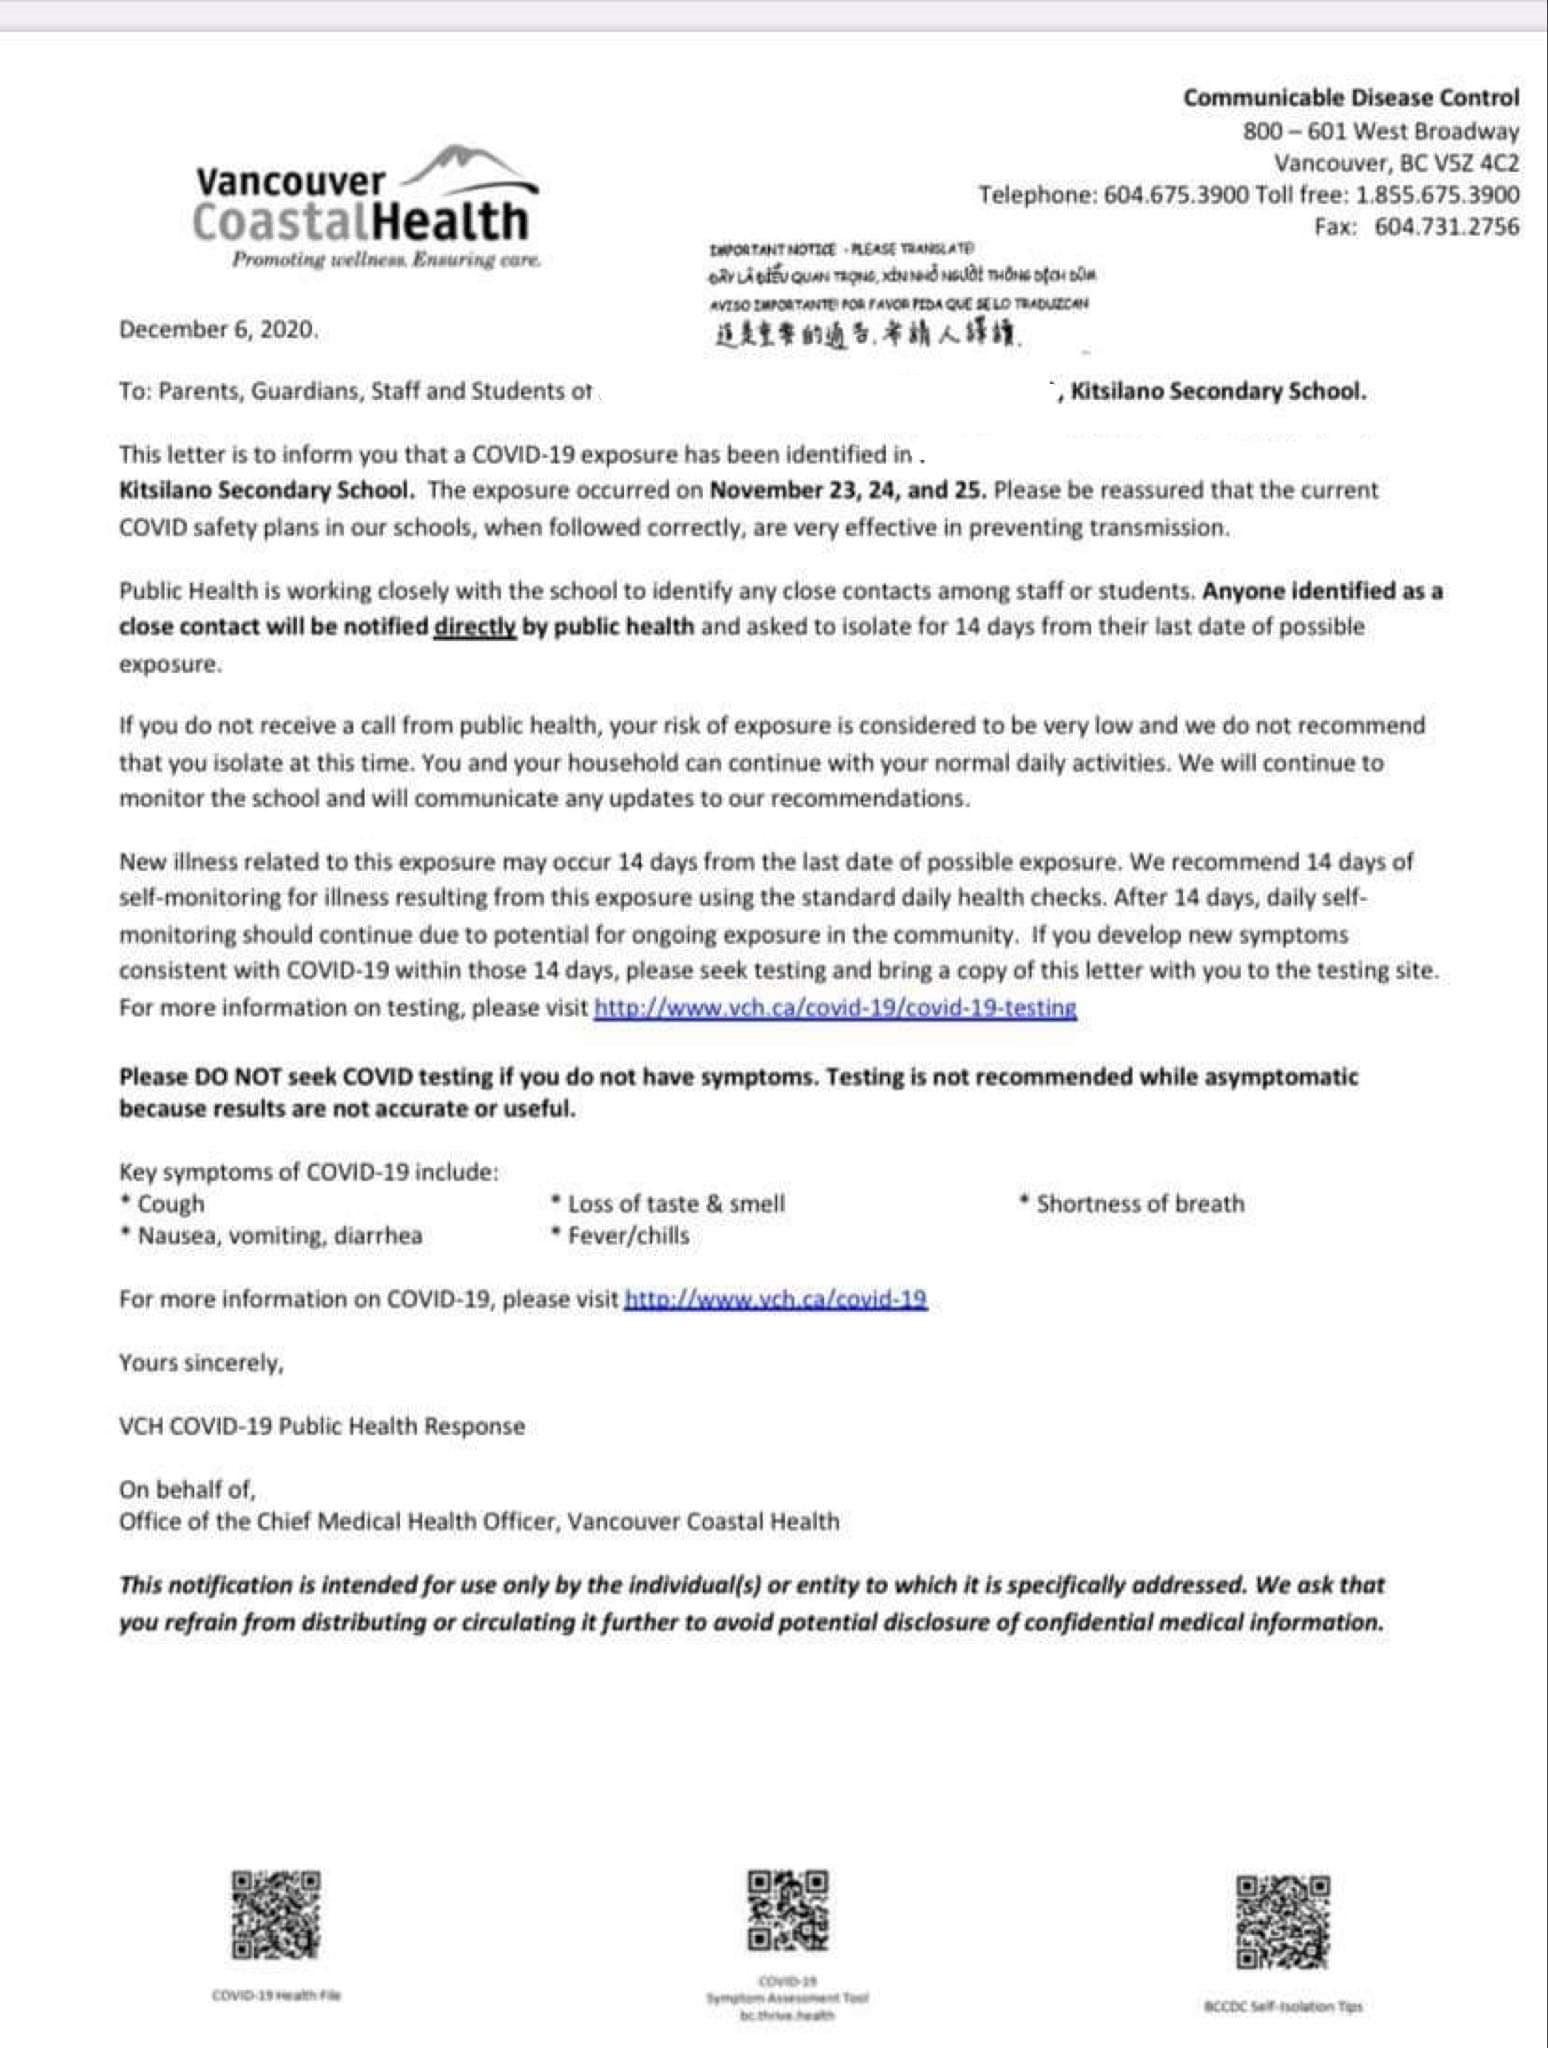 Communicable Disease Control
800 – 601 West Broadway
Vancouver, BC V5Z 4C2
Telephone: 604.675.3900 Toll free: 1.855.675.3900
Fax: 604.731.2756
Vancouver
CoastalHealth
Promoting wellness. Ensuring care.
IMPORTANT NOTICE - PLEASE TRANSLATE
ĐÂY LÀ ĐIỀU QUAN TRỌNG, XIN NHỜ NGƯỜI THÔNG DỊCH DÙM
AVISO IMPORTANTE! POR FAVOR PIDA QUE SE LO TRADUZCAN
這是重要的通告.希請人譯讀.
December 6, 2020.
To: Parents, Guardians, Staff and Students of , Kitsilano Secondary School.
This letter is to inform you that a COVID-19 exposure has been identified in .
Kitsilano Secondary School. The exposure occurred on November 23, 24, and 25. Please be reassured that the current
COVID safety plans in our schools, when followed correctly, are very effective in preventing transmission.
Public Health is working closely with the school to identify any close contacts among staff or students. Anyone identified as a
close contact will be notified directly by public health and asked to isolate for 14 days from their last date of possible
exposure.
If you do not receive a call from public health, your risk of exposure is considered to be very low and we do not recommend
that you isolate at this time. You and your household can continue with your normal daily activities. We will continue to
monitor the school and will communicate any updates to our recommendations.
New illness related to this exposure may occur 14 days from the last date of possible exposure. We recommend 14 days of
self-monitoring for illness resulting from this exposure using the standard daily health checks. After 14 days, daily self-
monitoring should continue due to potential for ongoing exposure in the community. If you develop new symptoms
consistent with COVID-19 within those 14 days, please seek testing and bring a copy of this letter with you to the testing site.
For more information on testing, please visit http://www.vch.ca/covid-19/covid-19-testing
Please DO NOT seek COVID testing if you do not have symptoms. Testing is not recommended while asymptomatic
because results are not accurate or useful.
Key symptoms of COVID-19 include:
* Cough * Loss of taste & smell * Shortness of breath
* Nausea, vomiting, diarrhea * Fever/chills
For more information on COVID-19, please visit http://www.vch.ca/covid-19
Yours sincerely,
VCH COVID-19 Public Health Response
On behalf of,
Office of the Chief Medical Health Officer, Vancouver Coastal Health
This notification is intended for use only by the individual(s) or entity to which it is specifically addressed. We ask that
you refrain from distributing or circulating it further to avoid potential disclosure of confidential medical information.
COVID-19 Health File
COVID-19
Symptom Assessment Tool
bc.thrive.health
BCCDC Self-Isolation Tips